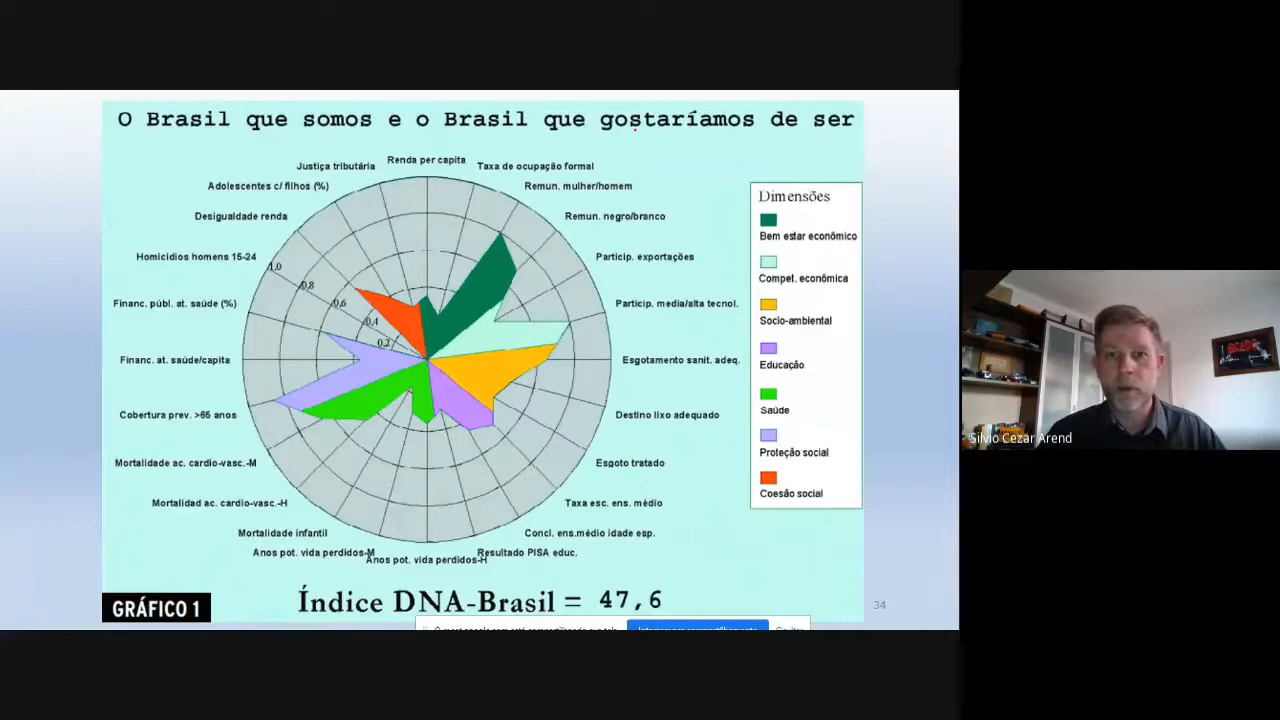 O Brasil que somos e o Brasil que gostaríamos de ser
Renda per capita
Justiça tributária
Taxa de ocupação formal
Adolescentes c/ filhos (%)
Remun. mulher/homem
Desigualdade renda
Remun. negro/branco
Homicídios homens 15-24
Particip. exportações
Financ. públ. at. saúde (%)
Particip. media/alta tecnol.
Financ. at. saúde/capita
Esgotamento sanit. adeq.
Cobertura prev. >65 anos
Destino lixo adequado
Mortalidade ac. cardio-vasc.-M
Esgoto tratado
Mortalidad ac. cardio-vasc.-H
Taxa esc. ens. médio
Mortalidade infantil
Concl. ens.médio idade esp.
Anos pot. vida perdidos-M
Resultado PISA educ.
Anos pot. vida perdidos-H
1,0
0,8
0,6
0,4
0,2
Dimensões
Bem estar econômico
Compet. econômica
Socio-ambiental
Educação
Saúde
Proteção social
Coesão social
Índice DNA-Brasil = 47,6
GRÁFICO 1
34
Silvio Cezar Arend